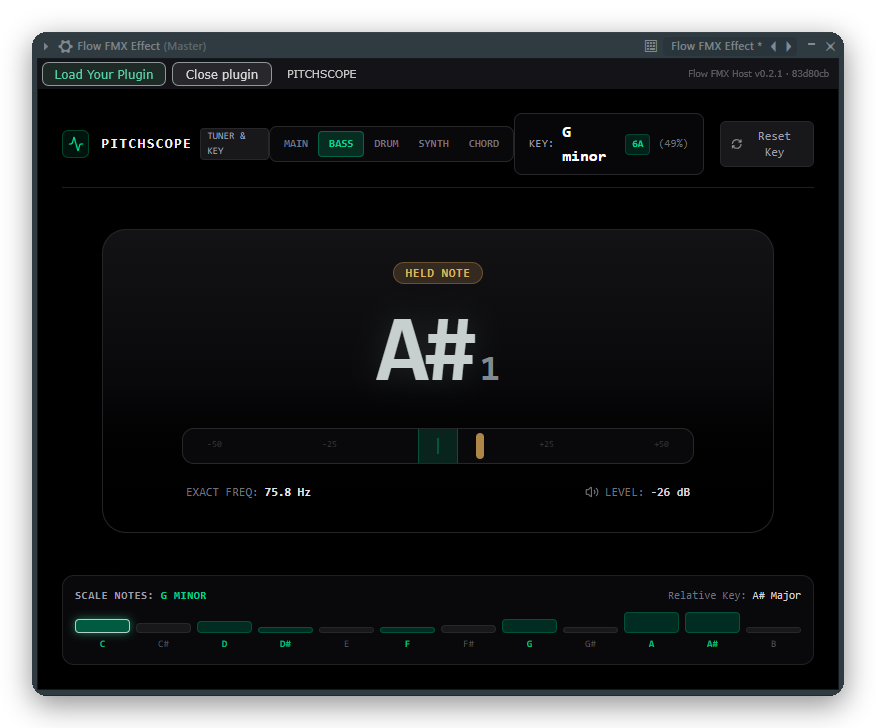 Flow FMX Effect (Master)
Flow FMX Effect *
Load Your Plugin
Close plugin
PITCHSCOPE
Flow FMX Host v0.2.1 · 83d80cb
PITCHSCOPE
TUNER &
KEY
MAIN
BASS
DRUM
SYNTH
CHORD
KEY:
G
minor
6A
(49%)
Reset
Key
HELD NOTE
A#1
-50
-25
+25
+50
EXACT FREQ: 75.8 Hz
LEVEL: -26 dB
SCALE NOTES: G MINOR
Relative Key: A# Major
C
C#
D
D#
E
F
F#
G
G#
A
A#
B